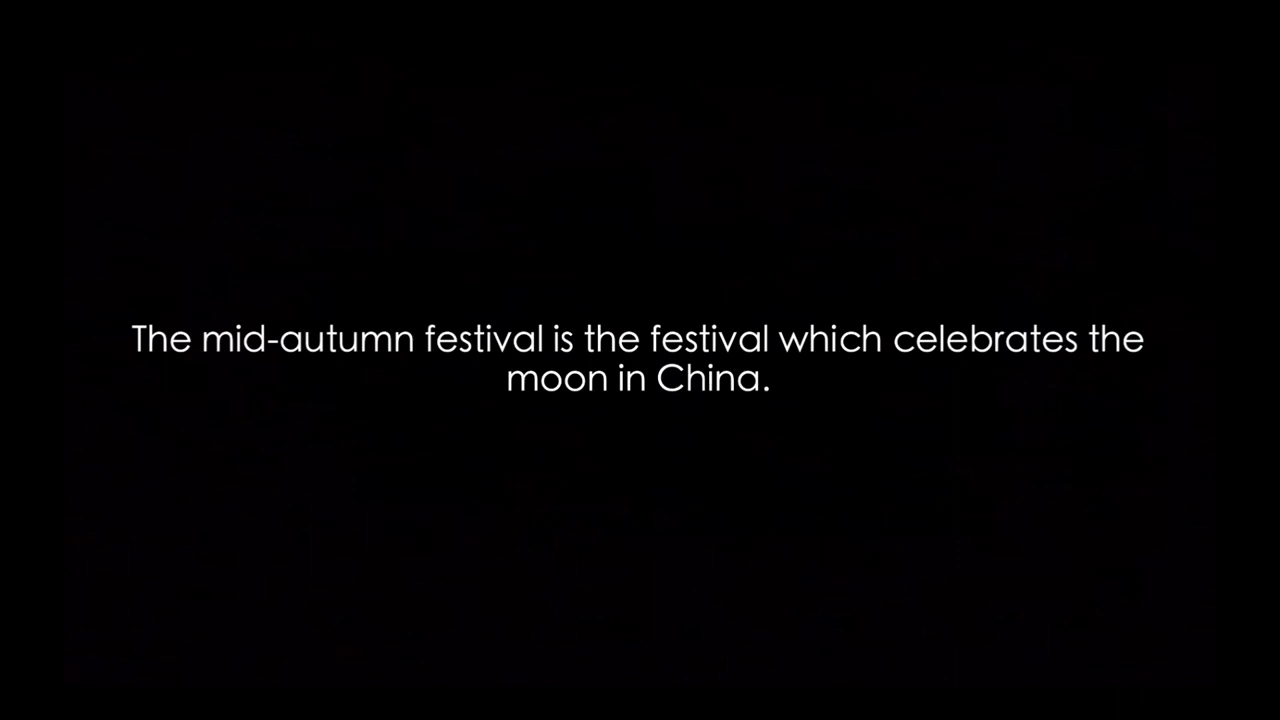 The mid-autumn festival is the festival which celebrates the
moon in China.